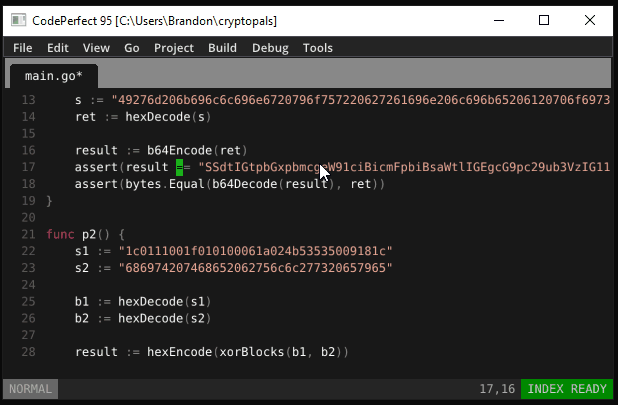 CodePerfect 95 [C:\Users\Brandon\cryptopals]
File Edit View Go Project Build Debug Tools
main.go*
13 s := "49276d206b696c6c696e6720796f757220627261696e206c696b65206120706f6973
14 ret := hexDecode(s)
15
16 result := b64Encode(ret)
17 assert(result == "SSdtIGtpbGxpbmcgeW91ciBicmFpbiBsaWtlIGEgcG9pc29ub3VzIG11
18 assert(bytes.Equal(b64Decode(result), ret))
19 }
20
21 func p2() {
22 s1 := "1c0111001f010100061a024b53535009181c"
23 s2 := "686974207468652062756c6c277320657965"
24
25 b1 := hexDecode(s1)
26 b2 := hexDecode(s2)
27
28 result := hexEncode(xorBlocks(b1, b2))
NORMAL 17,16 INDEX READY